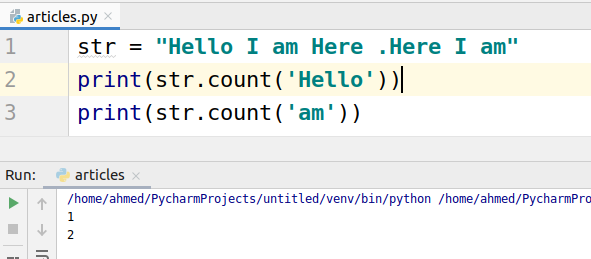 articles.py ×
1 str = "Hello I am Here .Here I am"
2 print(str.count('Hello'))
3 print(str.count('am'))
Run: articles ×
/home/ahmed/PycharmProjects/untitled/venv/bin/python /home/ahmed/PycharmPro
1
2